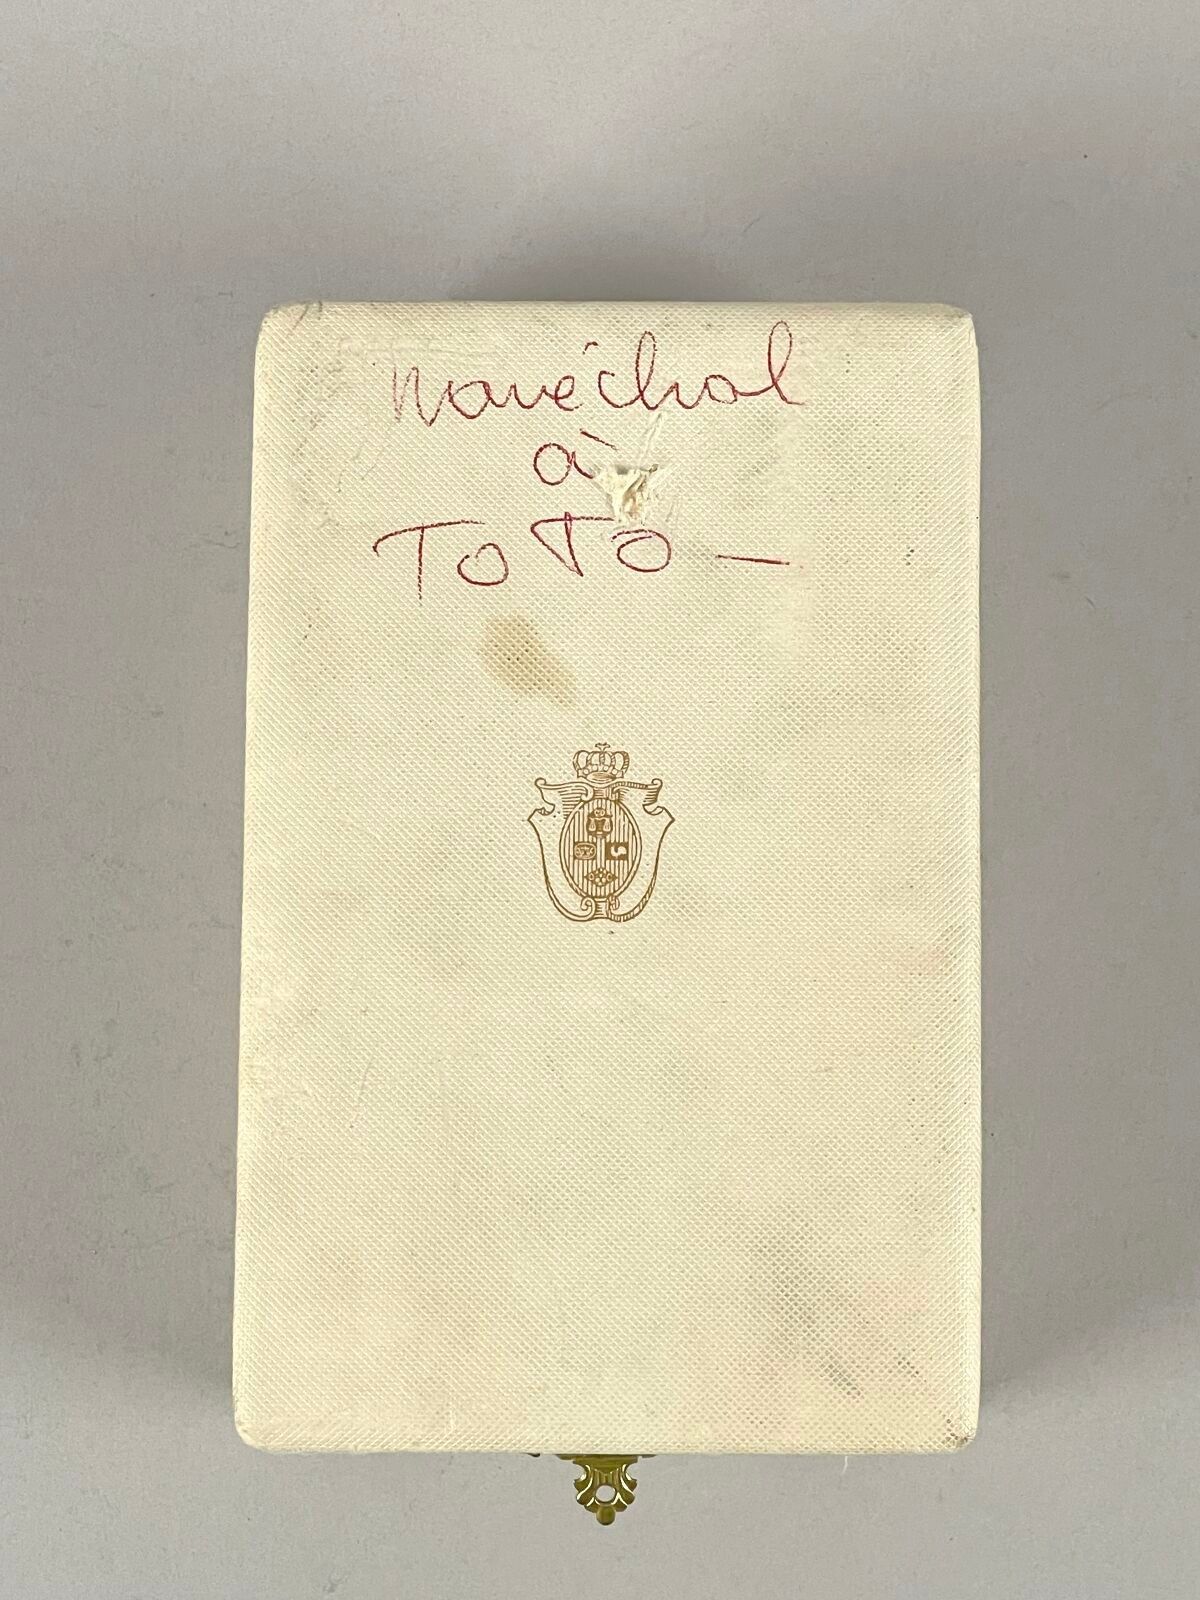 Maréchal
à
ToTo —